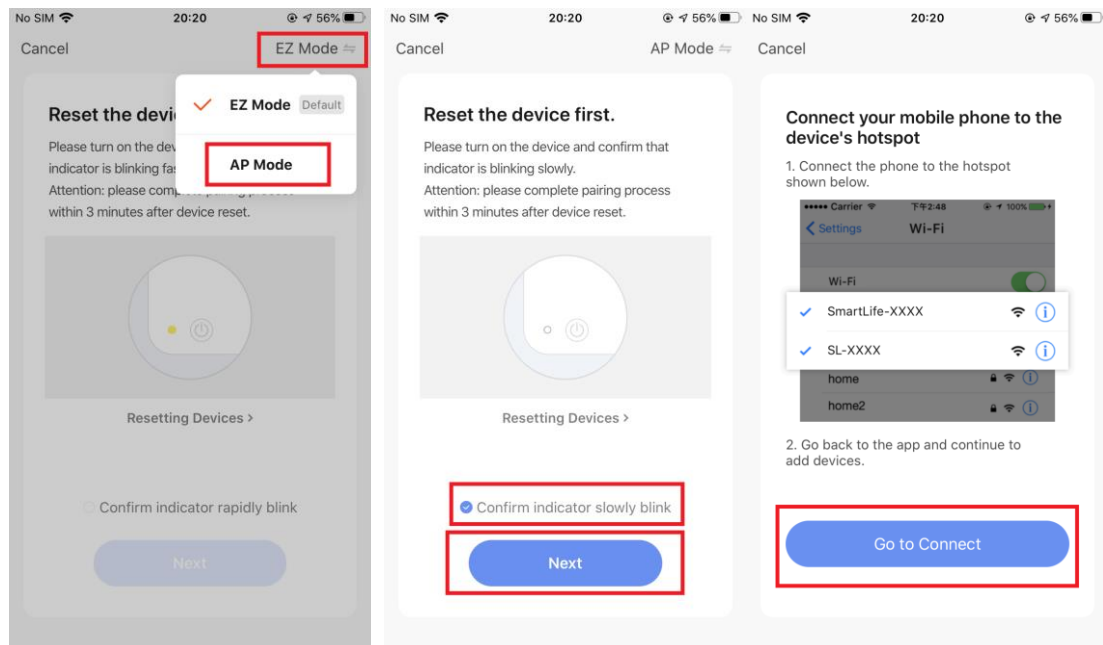 No SIM 20:20 56%
Cancel EZ Mode
EZ Mode Default
AP Mode
Reset the devi
Please turn on the dev
indicator is blinking fas
Attention: please complete pairing process
within 3 minutes after device reset.
Resetting Devices >
Confirm indicator rapidly blink
Next
No SIM 20:20 56%
Cancel AP Mode
Reset the device first.
Please turn on the device and confirm that
indicator is blinking slowly.
Attention: please complete pairing process
within 3 minutes after device reset.
Resetting Devices >
Confirm indicator slowly blink
Next
No SIM 20:20 56%
Cancel
Connect your mobile phone to the
device's hotspot
1. Connect the phone to the hotspot
shown below.
Carrier 下午2:48 100%
Settings Wi-Fi
Wi-Fi
SmartLife-XXXX
SL-XXXX
home
home2
2. Go back to the app and continue to
add devices.
Go to Connect